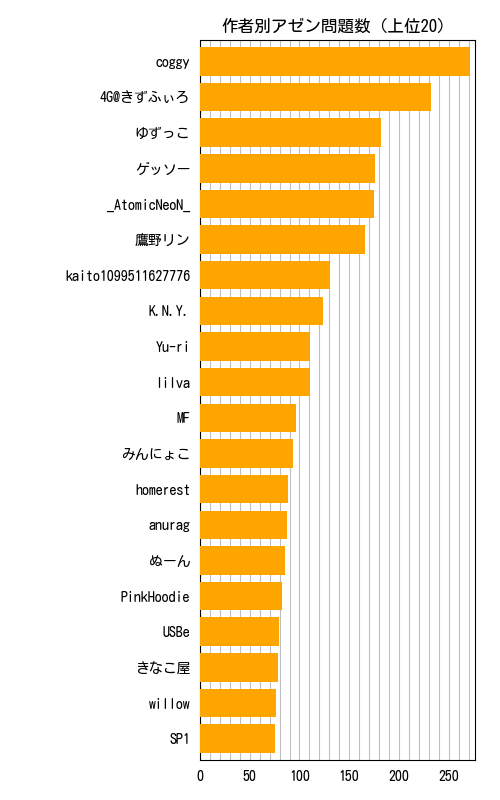 作者別アゼン問題数 (上位20)
coggy
4G@きずふぃろ
ゆずっこ
ゲッソー
_AtomicNeoN_
鷹野リン
kaito1099511627776
K.N.Y.
Yu-ri
lilva
MF
みんにょこ
homerest
anurag
ぬーん
PinkHoodie
USBe
きなこ屋
willow
SP1
0 50 100 150 200 250